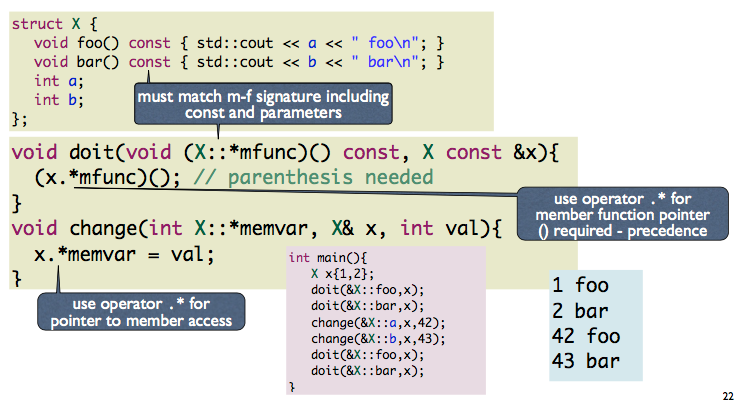 struct X {
void foo() const { std::cout << a << " foo\n"; }
void bar() const { std::cout << b << " bar\n"; }
int a;
int b;
};
must match m-f signature including
const and parameters
void doit(void (X::*mfunc)() const, X const &x){
(x.*mfunc)(); // parenthesis needed
}
use operator .* for
member function pointer
() required - precedence
void change(int X::*memvar, X& x, int val){
x.*memvar = val;
}
use operator .* for
pointer to member access
int main(){
X x{1,2};
doit(&X::foo,x);
doit(&X::bar,x);
change(&X::a,x,42);
change(&X::b,x,43);
doit(&X::foo,x);
doit(&X::bar,x);
}
1 foo
2 bar
42 foo
43 bar
22